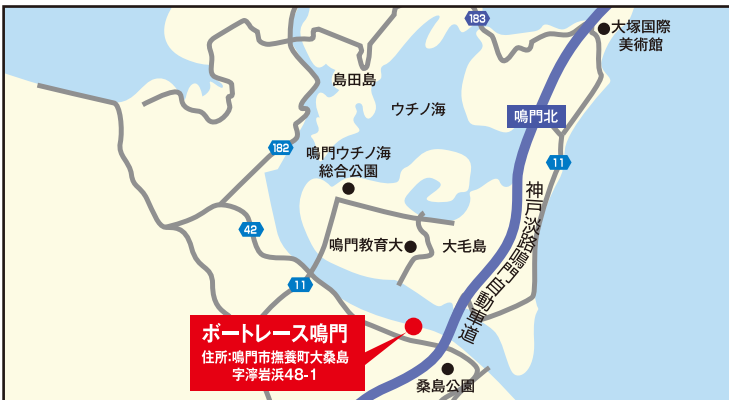 183
大塚国際
美術館
島田島
ウチノ海
鳴門北
182
鳴門ウチノ海
総合公園
11
神戸淡路鳴門自動車道
42
鳴門教育大
大毛島
11
ボートレース鳴門
住所:鳴門市撫養町大桑島
字濘岩浜48-1
桑島公園